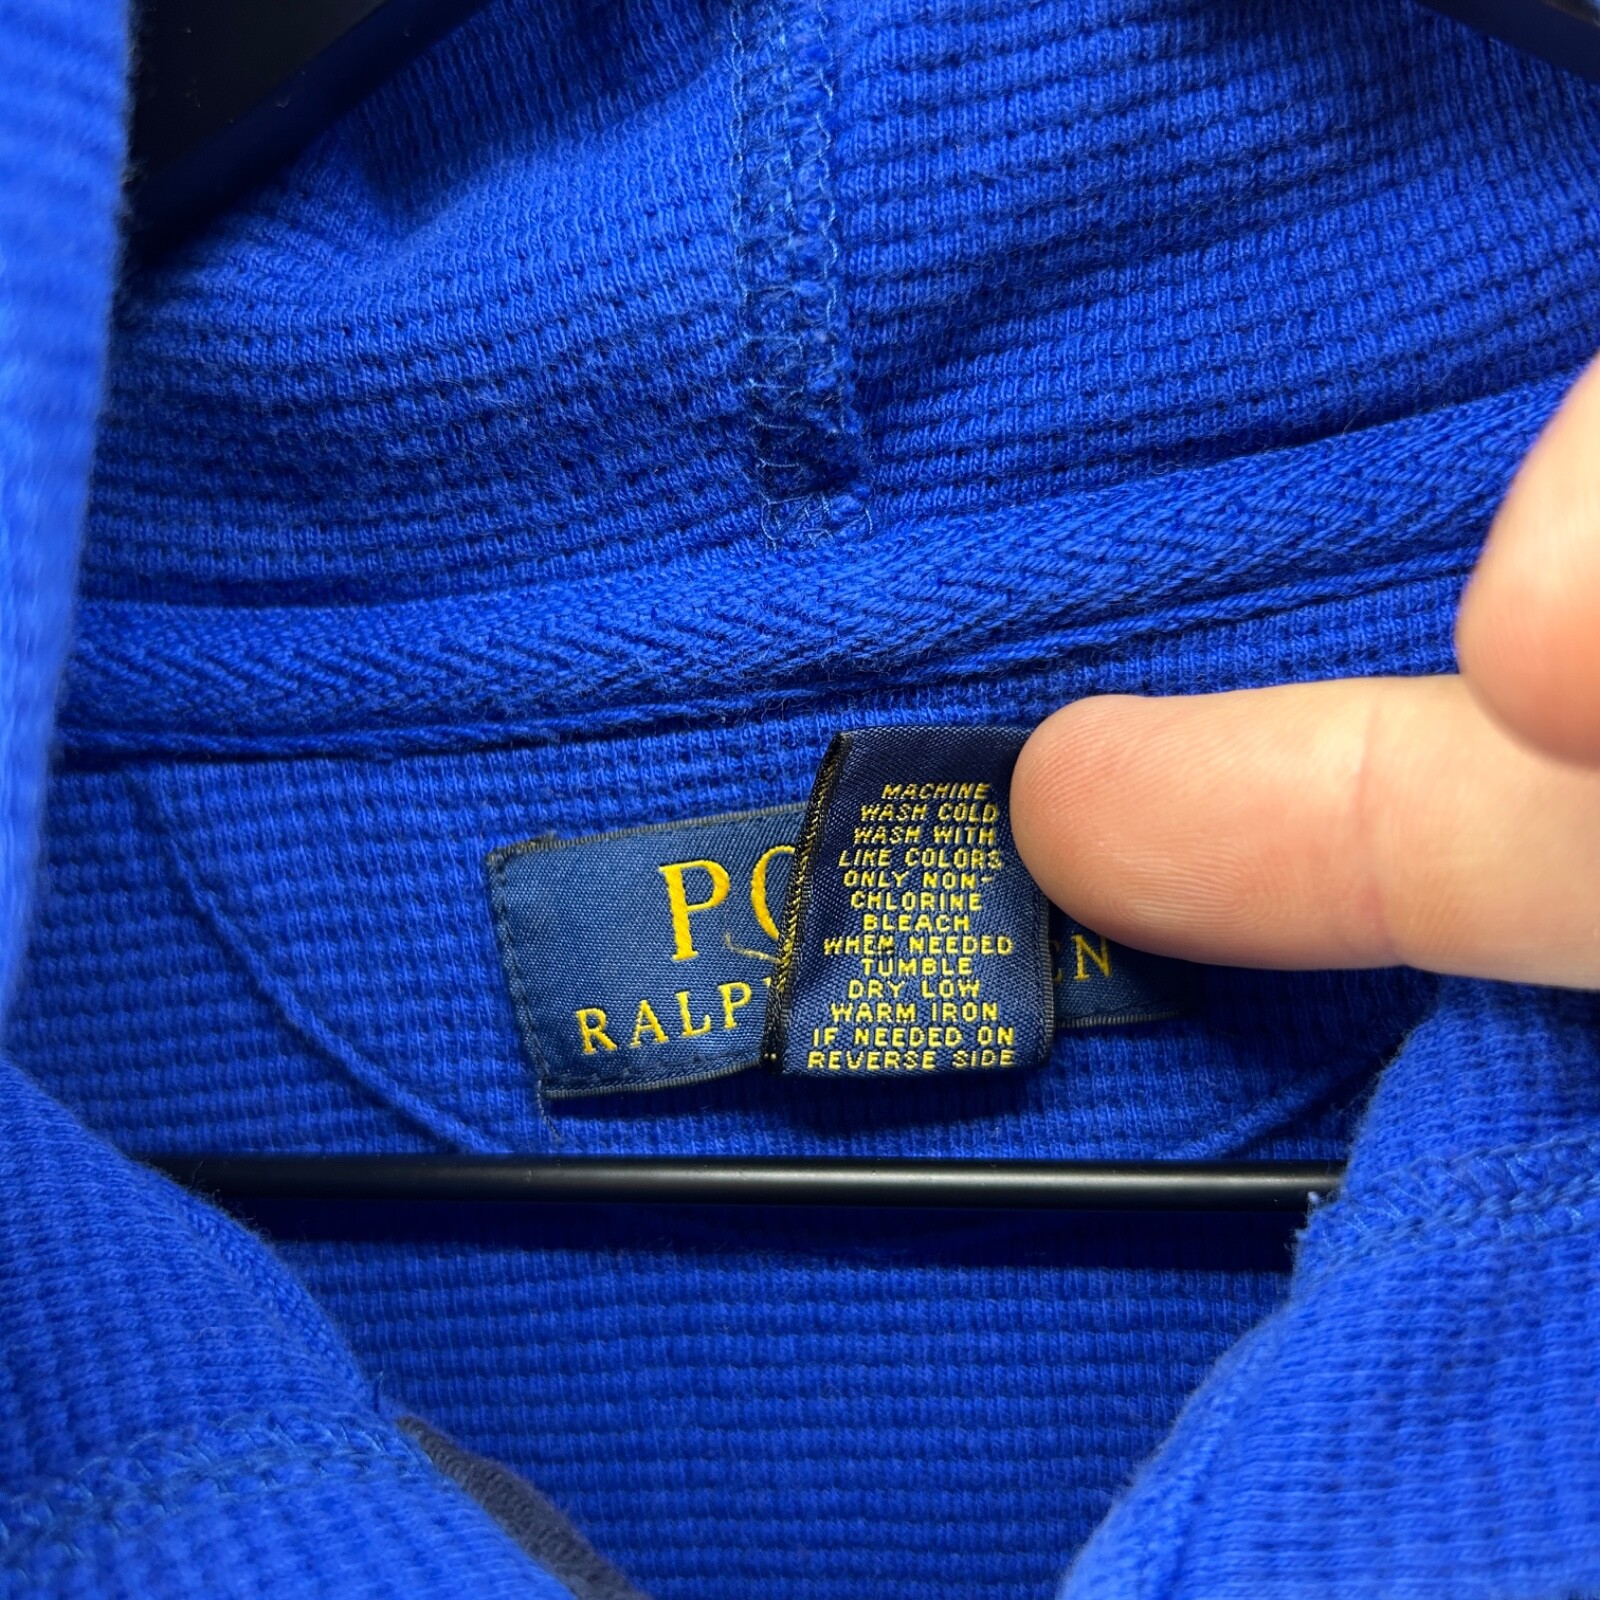 PO
RALP EN
MACHINE
WASH COLD
WASH WITH
LIKE COLORS
ONLY NON-
CHLORINE
BLEACH
WHEN NEEDED
TUMBLE
DRY LOW
WARM IRON
IF NEEDED ON
REVERSE SIDE